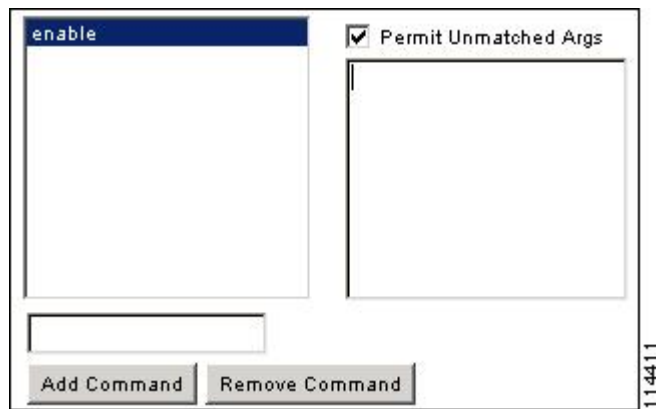 enable
Permit Unmatched Args
Add Command
Remove Command
114411